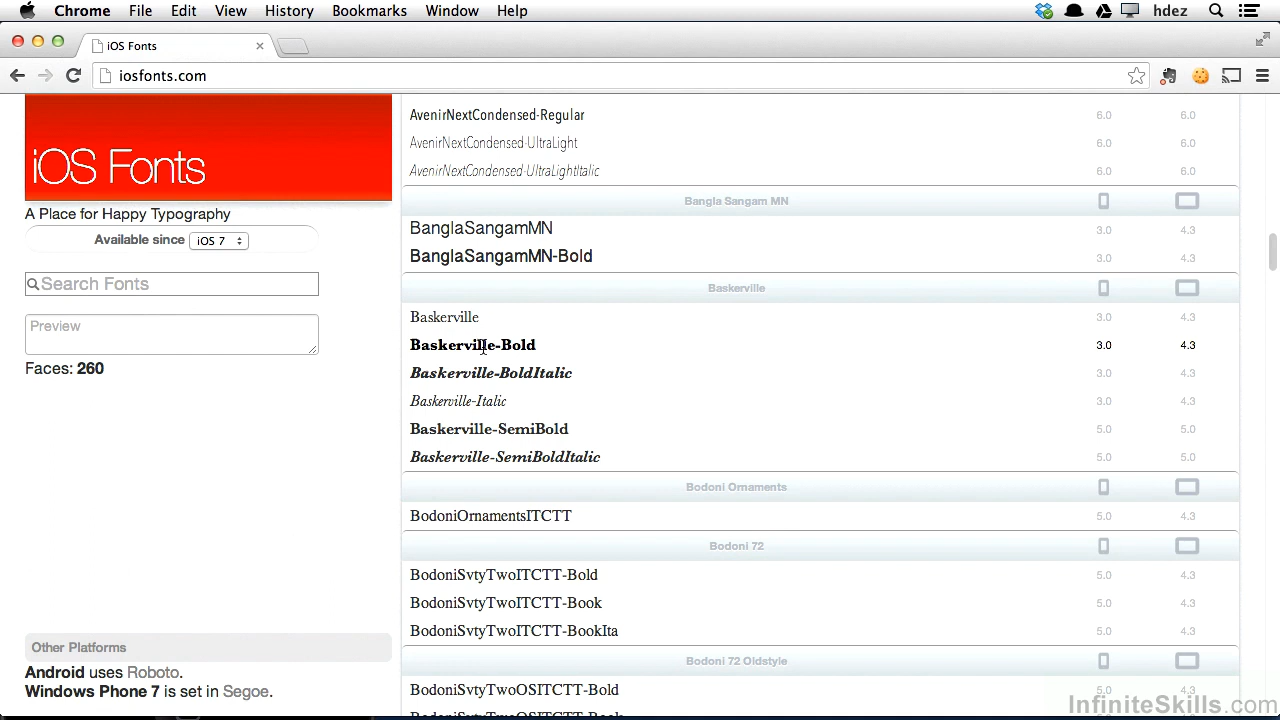 Chrome File Edit View History Bookmarks Window Help hdez
iOS Fonts
iosfonts.com
iOS Fonts
A Place for Happy Typography
Available since iOS 7
Search Fonts
Preview
Faces: 260
Other Platforms
Android uses Roboto.
Windows Phone 7 is set in Segoe.
AvenirNextCondensed-Regular 6.0 6.0
AvenirNextCondensed-UltraLight 6.0 6.0
AvenirNextCondensed-UltraLightItalic 6.0 6.0
Bangla Sangam MN
BanglaSangamMN 3.0 4.3
BanglaSangamMN-Bold 3.0 4.3
Baskerville
Baskerville 3.0 4.3
Baskerville-Bold 3.0 4.3
Baskerville-BoldItalic 3.0 4.3
Baskerville-Italic 3.0 4.3
Baskerville-SemiBold 5.0 5.0
Baskerville-SemiBoldItalic 5.0 5.0
Bodoni Ornaments
BodoniOrnamentsITCTT 5.0 4.3
Bodoni 72
BodoniSvtyTwoITCTT-Bold 5.0 4.3
BodoniSvtyTwoITCTT-Book 5.0 4.3
BodoniSvtyTwoITCTT-BookIta 5.0 4.3
Bodoni 72 Oldstyle
BodoniSvtyTwoOSITCTT-Bold 5.0 4.3
InfiniteSkills.com